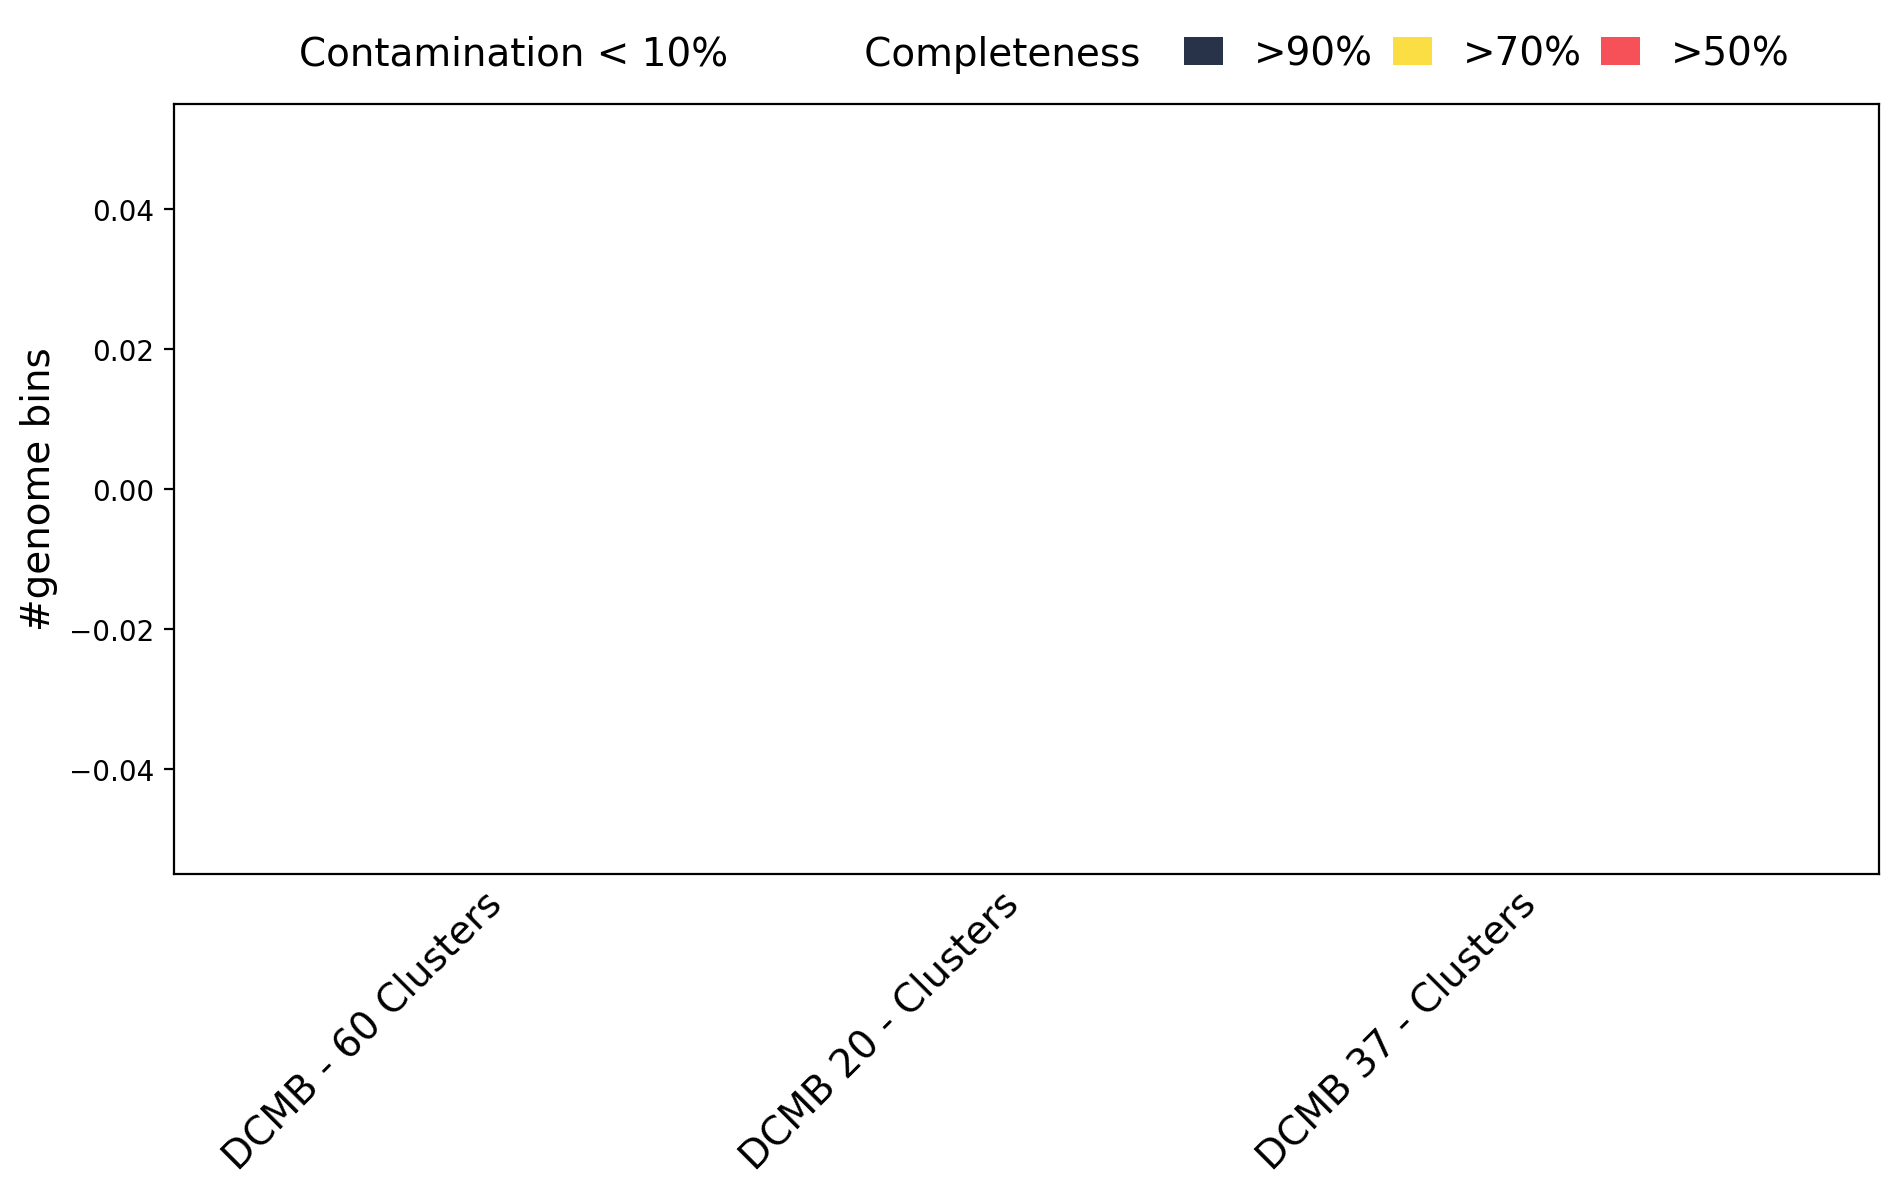 Contamination < 10% Completeness >90% >70% >50%
#genome bins
0.04
0.02
0.00
−0.02
−0.04
DCMB - 60 Clusters
DCMB 20 - Clusters
DCMB 37 - Clusters